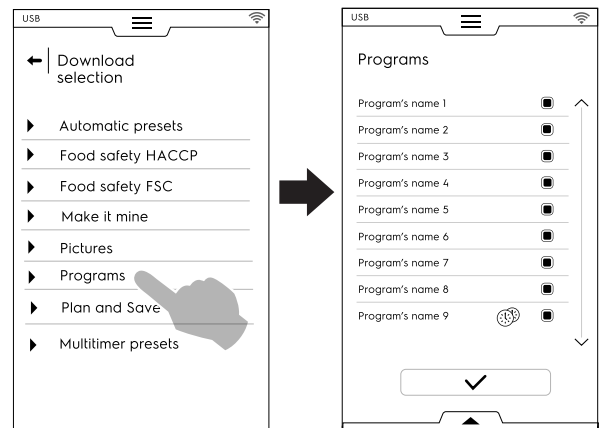 USB
Download
selection
Automatic presets
Food safety HACCP
Food safety FSC
Make it mine
Pictures
Programs
Plan and Save
Multitimer presets
USB
Programs
Program's name 1
Program's name 2
Program's name 3
Program's name 4
Program's name 5
Program's name 6
Program's name 7
Program's name 8
Program's name 9